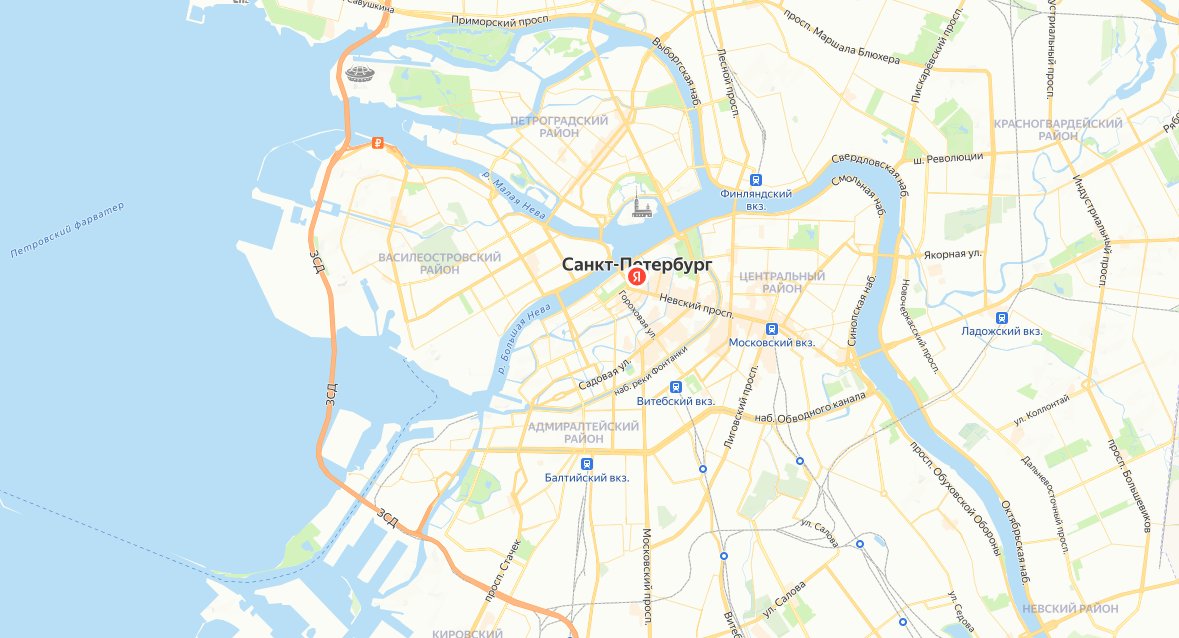 Савушкина
Приморский просп.
просп. Маршала Блюхера
Выборгская наб.
Лесной просп.
Пискарёвский просп.
Индустриальный просп.
ПЕТРОГРАДСКИЙ
РАЙОН
КРАСНОГВАРДЕЙСКИЙ
РАЙОН
₽
Свердловская наб.
ш. Революции
Смольная наб.
р. Малая Нева
Финляндский
вкз.
Индустриальный просп.
Петровский фарватер
ЗСД
ВАСИЛЕОСТРОВСКИЙ
РАЙОН
Санкт-Петербург
Я
ЦЕНТРАЛЬНЫЙ
РАЙОН
Якорная ул.
Невский просп.
Гороховая ул.
р. Большая Нева
Синопская наб.
Новочеркасский просп.
Ладожский вкз.
Московский вкз.
ЗСД
Садовая ул.
наб. реки Фонтанки
Витебский вкз.
Лиговский просп.
наб. Обводного канала
ул. Коллонтай
АДМИРАЛТЕЙСКИЙ
РАЙОН
Балтийский вкз.
просп. Обуховской Обороны
Дальневосточный просп.
просп. Большевиков
ЗСД
Октябрьская наб.
ул. Салова
Московский просп.
просп. Стачек
ул. Салова
ул. Седова
НЕВСКИЙ РАЙОН
КИРОВСКИЙ